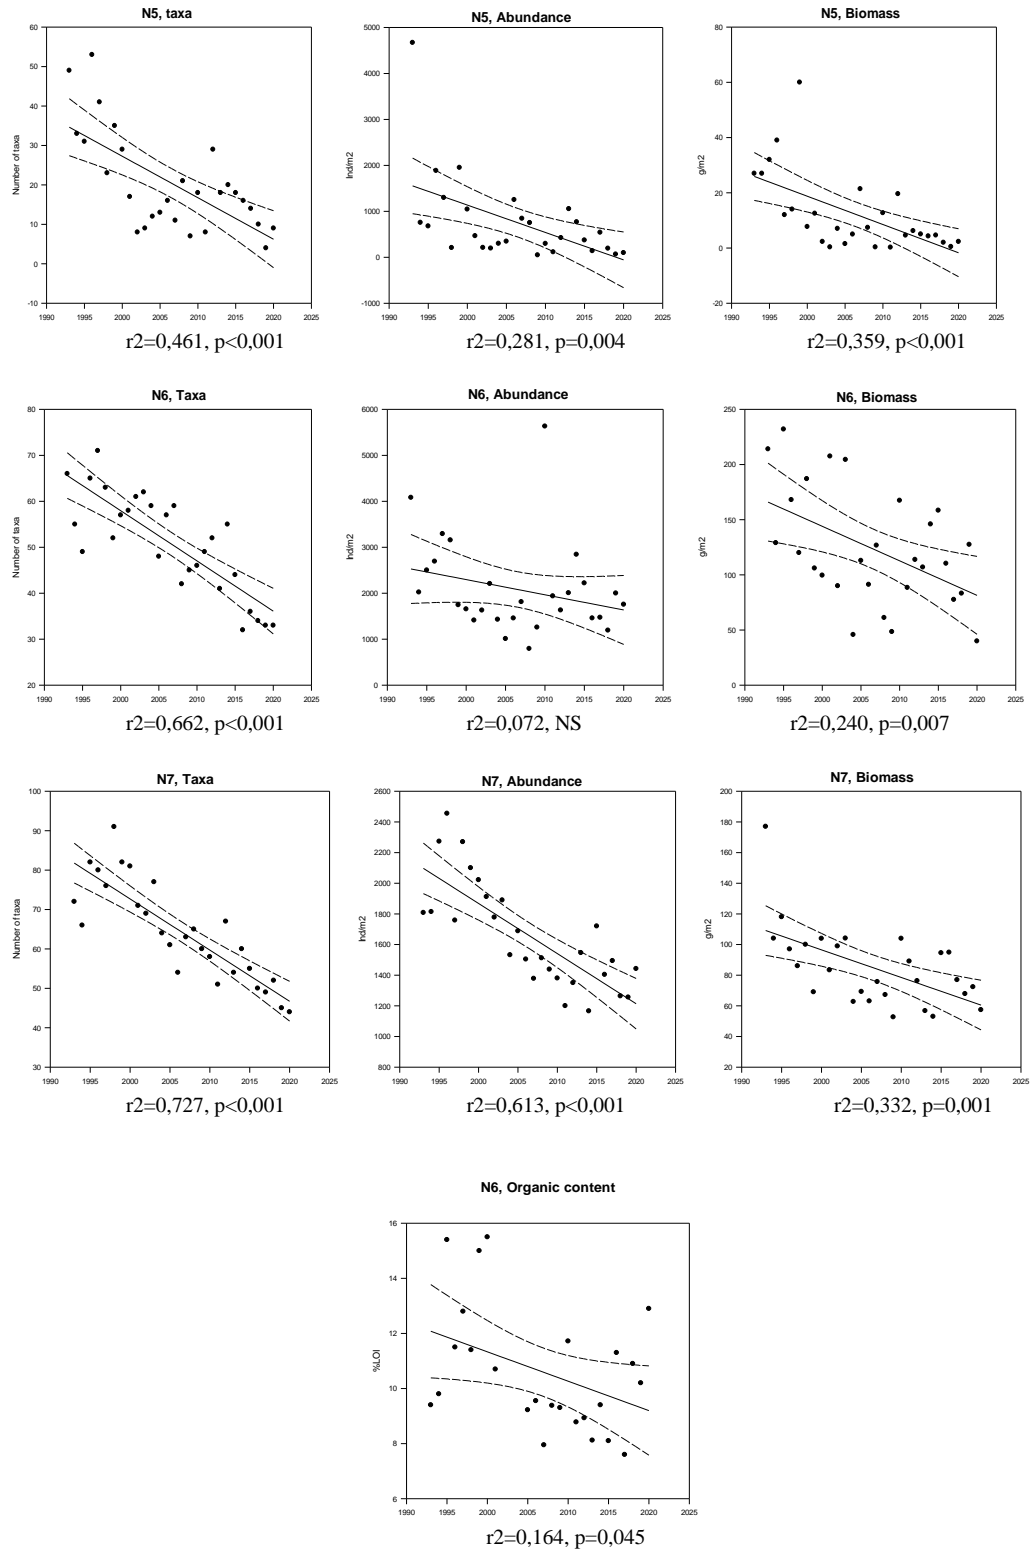 N5, taxa
N5, Abundance
N5, Biomass
60
50
40
30
20
10
0
-10
Number of taxa
1990 1995 2000 2005 2010 2015 2020 2025
5000
4000
3000
2000
1000
0
-1000
Ind/m2
1990 1995 2000 2005 2010 2015 2020 2025
80
60
40
20
0
-20
g/m2
1990 1995 2000 2005 2010 2015 2020 2025
r2=0,461, p<0,001
r2=0,281, p=0,004
r2=0,359, p<0,001
N6, Taxa
N6, Abundance
N6, Biomass
80
70
60
50
40
30
20
Number of taxa
1990 1995 2000 2005 2010 2015 2020 2025
6000
5000
4000
3000
2000
1000
0
Ind/m2
1990 1995 2000 2005 2010 2015 2020 2025
250
200
150
100
50
0
g/m2
1990 1995 2000 2005 2010 2015 2020 2025
r2=0,662, p<0,001
r2=0,072, NS
r2=0,240, p=0,007
N7, Taxa
N7, Abundance
N7, Biomass
100
90
80
70
60
50
40
30
Number of taxa
1990 1995 2000 2005 2010 2015 2020 2025
2600
2400
2200
2000
1800
1600
1400
1200
1000
800
Ind/m2
1990 1995 2000 2005 2010 2015 2020 2025
200
180
160
140
120
100
80
60
40
20
g/m2
1990 1995 2000 2005 2010 2015 2020 2025
r2=0,727, p<0,001
r2=0,613, p<0,001
r2=0,332, p=0,001
N6, Organic content
16
14
12
10
8
6
%LOI
1990 1995 2000 2005 2010 2015 2020 2025
r2=0,164, p=0,045